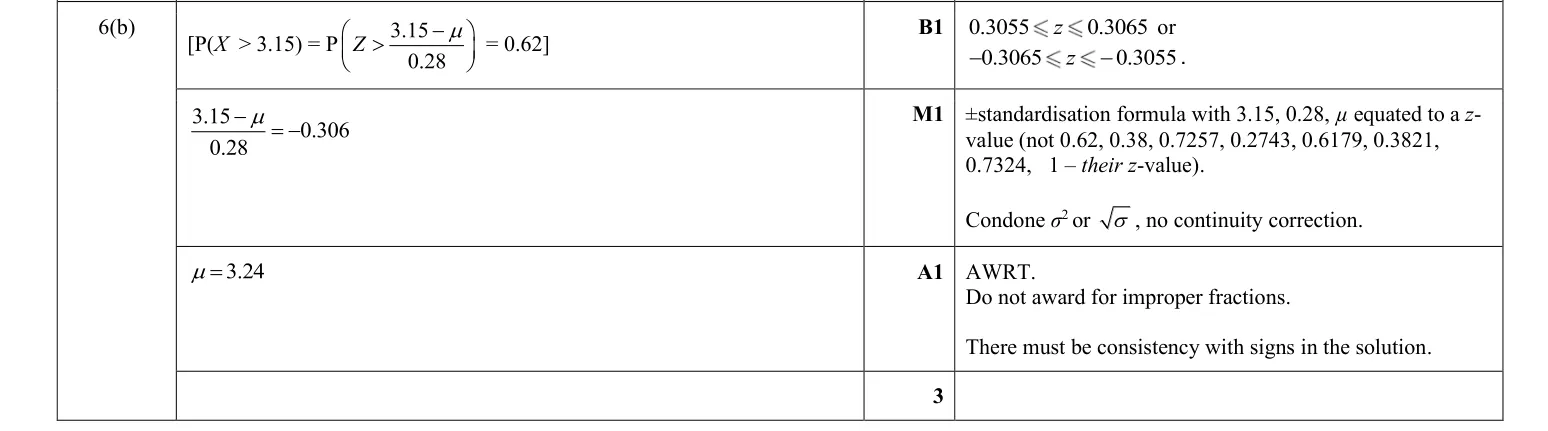 6(b)
[P(X > 3.15) = P(Z > (3.15 − μ)/0.28) = 0.62]
B1
0.3055 ⩽ z ⩽ 0.3065 or
−0.3065 ⩽ z ⩽ − 0.3055 .
(3.15 − μ)/0.28 = −0.306
M1
±standardisation formula with 3.15, 0.28, μ equated to a z-
value (not 0.62, 0.38, 0.7257, 0.2743, 0.6179, 0.3821,
0.7324, 1 – their z-value).
Condone σ² or √σ , no continuity correction.
μ = 3.24
A1
AWRT.
Do not award for improper fractions.
There must be consistency with signs in the solution.
3